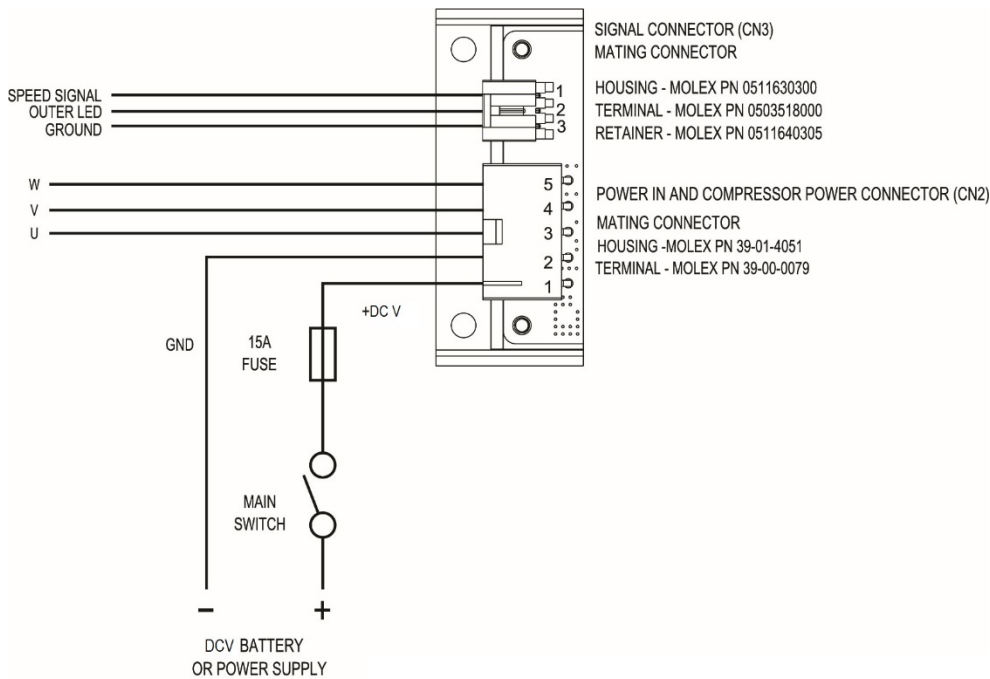 SIGNAL CONNECTOR (CN3)
MATING CONNECTOR
HOUSING - MOLEX PN 0511630300
TERMINAL - MOLEX PN 0503518000
RETAINER - MOLEX PN 0511640305
SPEED SIGNAL
OUTER LED
GROUND
1
2
3
W
V
U
5
4
3
2
1
POWER IN AND COMPRESSOR POWER CONNECTOR (CN2)
MATING CONNECTOR
HOUSING -MOLEX PN 39-01-4051
TERMINAL - MOLEX PN 39-00-0079
+DC V
GND
15A
FUSE
MAIN
SWITCH
- +
DCV BATTERY
OR POWER SUPPLY